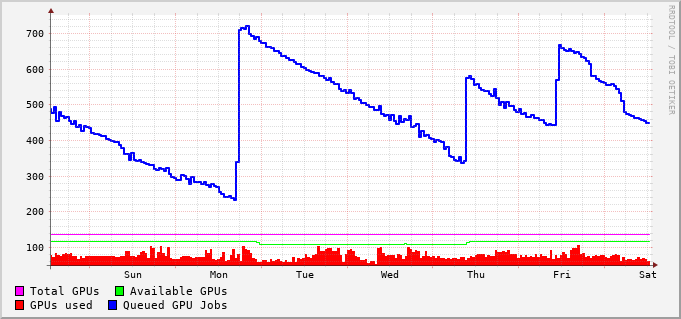 700
600
500
400
300
200
100
Sun Mon Tue Wed Thu Fri Sat
Total GPUs Available GPUs
GPUs used Queued GPU Jobs
RRDTOOL / TOBI OETIKER